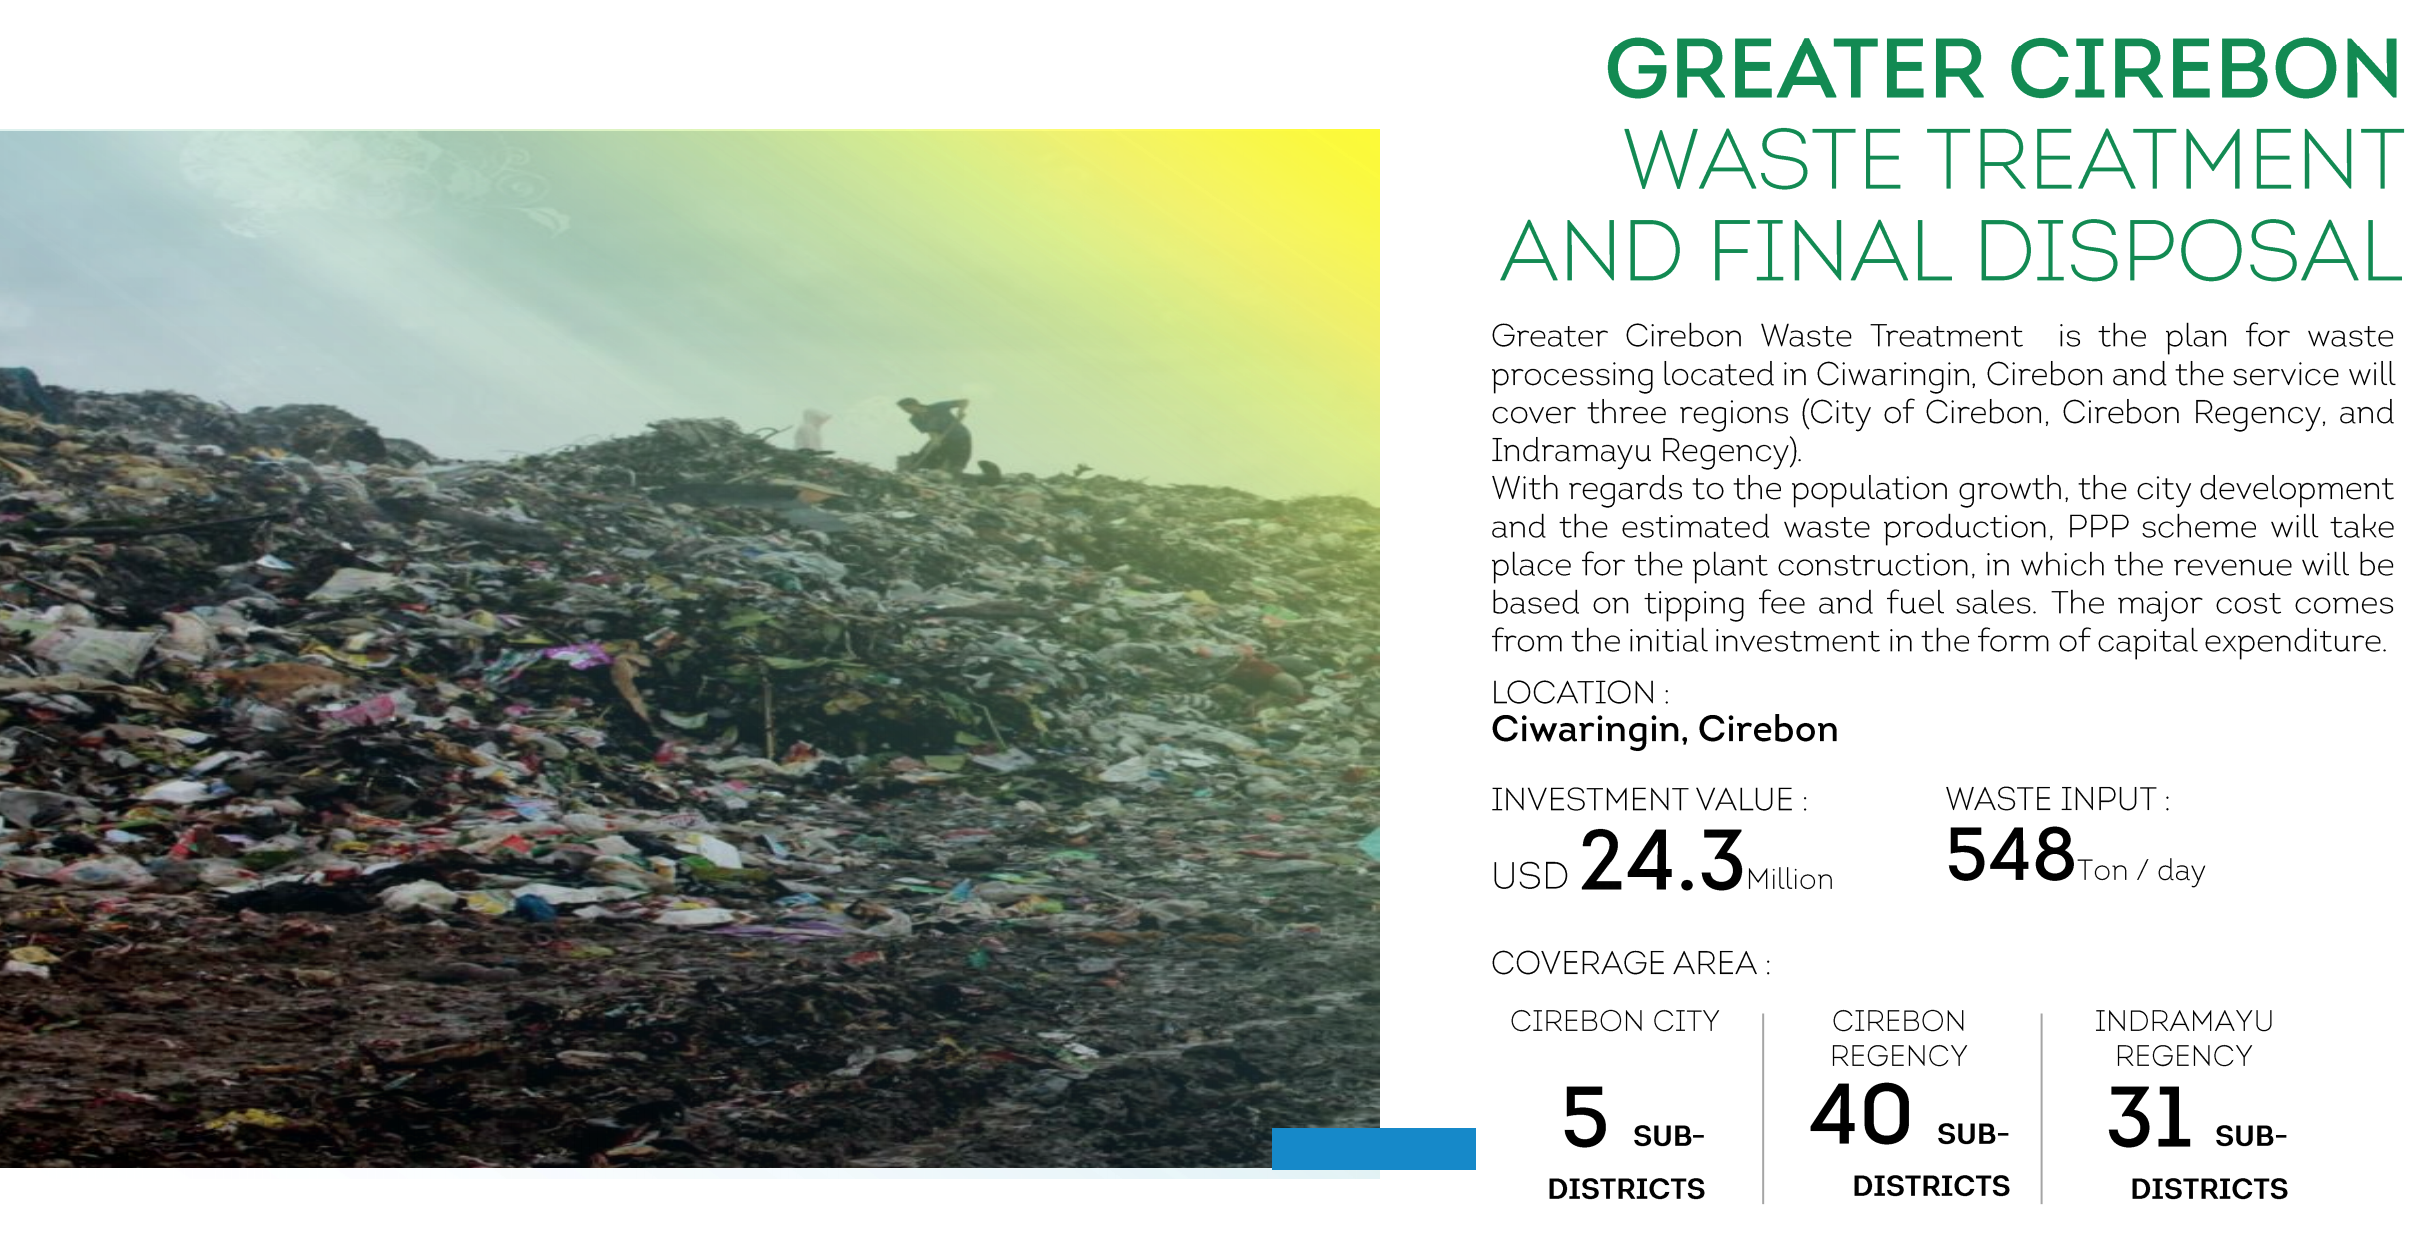 GREATER CIREBON
WASTE TREATMENT
AND FINAL DISPOSAL
Greater Cirebon Waste Treatment is the plan for waste
processing located in Ciwaringin, Cirebon and the service will
cover three regions (City of Cirebon, Cirebon Regency, and
Indramayu Regency).
With regards to the population growth, the city development
and the estimated waste production, PPP scheme will take
place for the plant construction, in which the revenue will be
based on tipping fee and fuel sales. The major cost comes
from the initial investment in the form of capital expenditure.
LOCATION :
Ciwaringin, Cirebon
INVESTMENT VALUE :
USD 24.3 Million
WASTE INPUT :
548 Ton / day
COVERAGE AREA :
CIREBON CITY
5 SUB-
DISTRICTS
CIREBON
REGENCY
40 SUB-
DISTRICTS
INDRAMAYU
REGENCY
31 SUB-
DISTRICTS